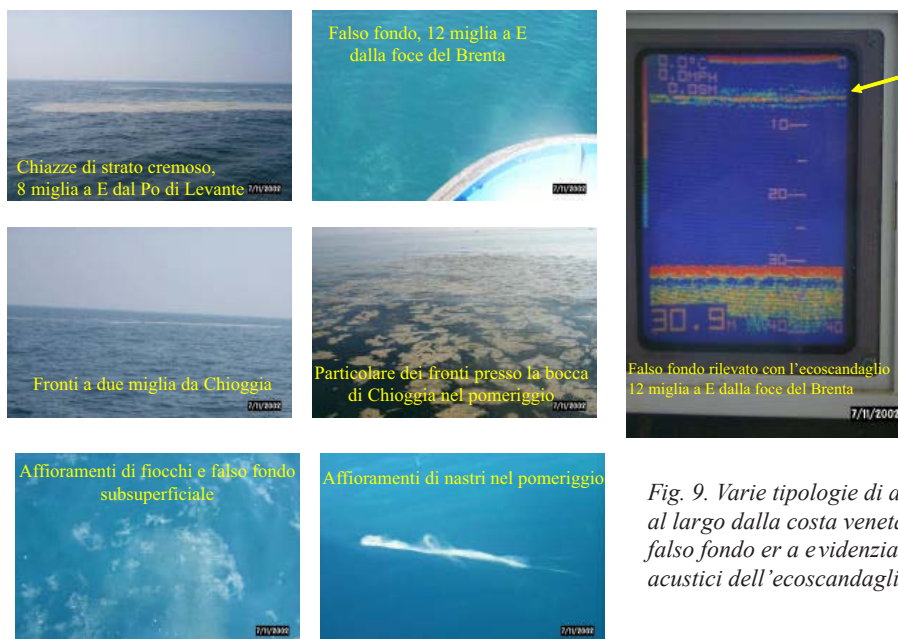 Chiazze di strato cremoso,
8 miglia a E dal Po di Levante
7/11/2002
Falso fondo, 12 miglia a E
dalla foce del Brenta
7/11/2002
0.0°C
0.0MPH
0.0SM
0
10
20
30
30.9M
40
40
Falso fondo rilevato con l'ecoscandaglio
12 miglia a E dalla foce del Brenta
7/11/2002
Fronti a due miglia da Chioggia
7/11/2002
Particolare dei fronti presso la bocca
di Chioggia nel pomeriggio
7/11/2002
Affioramenti di fiocchi e falso fondo
subsuperficiale
7/11/2002
Affioramenti di nastri nel pomeriggio
7/11/2002
Fig. 9. Varie tipologie di a
al largo dalla costa veneta
falso fondo er a evidenzia
acustici dell'ecoscandagli